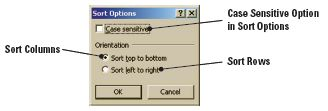 Sort Options
Case sensitive
Orientation
Sort top to bottom
Sort left to right
OK
Cancel
Case Sensitive Option
in Sort Options
Sort Columns
Sort Rows